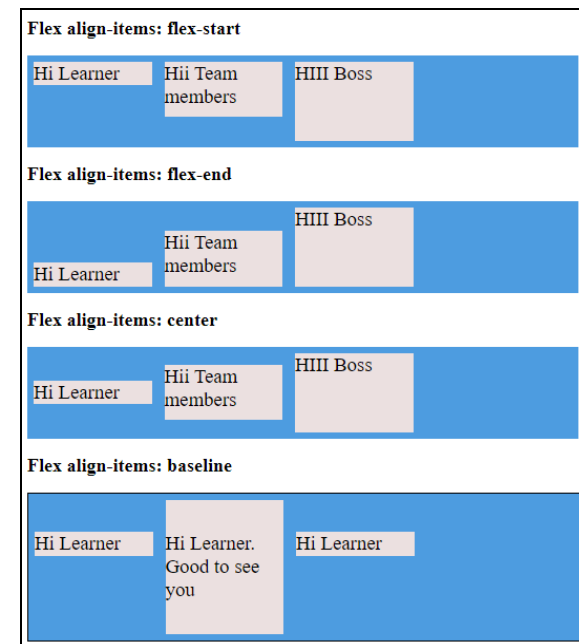 Flex align-items: flex-start
Hi Learner
Hii Team
members
HIII Boss
Flex align-items: flex-end
Hi Learner
Hii Team
members
HIII Boss
Flex align-items: center
Hi Learner
Hii Team
members
HIII Boss
Flex align-items: baseline
Hi Learner
Hi Learner.
Good to see
you
Hi Learner